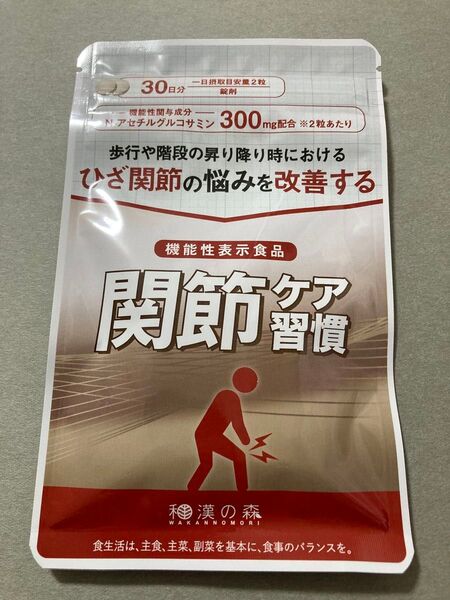 30日分 一日摂取目安量2粒
錠剤
機能性関与成分
N-アセチルグルコサミン 300mg配合 ※2粒あたり
歩行や階段の昇り降り時における
ひざ関節の悩みを改善する
機能性表示食品
関節ケア
習慣
和漢の森
WAKANNOMORI
食生活は、主食、主菜、副菜を基本に、食事のバランスを。